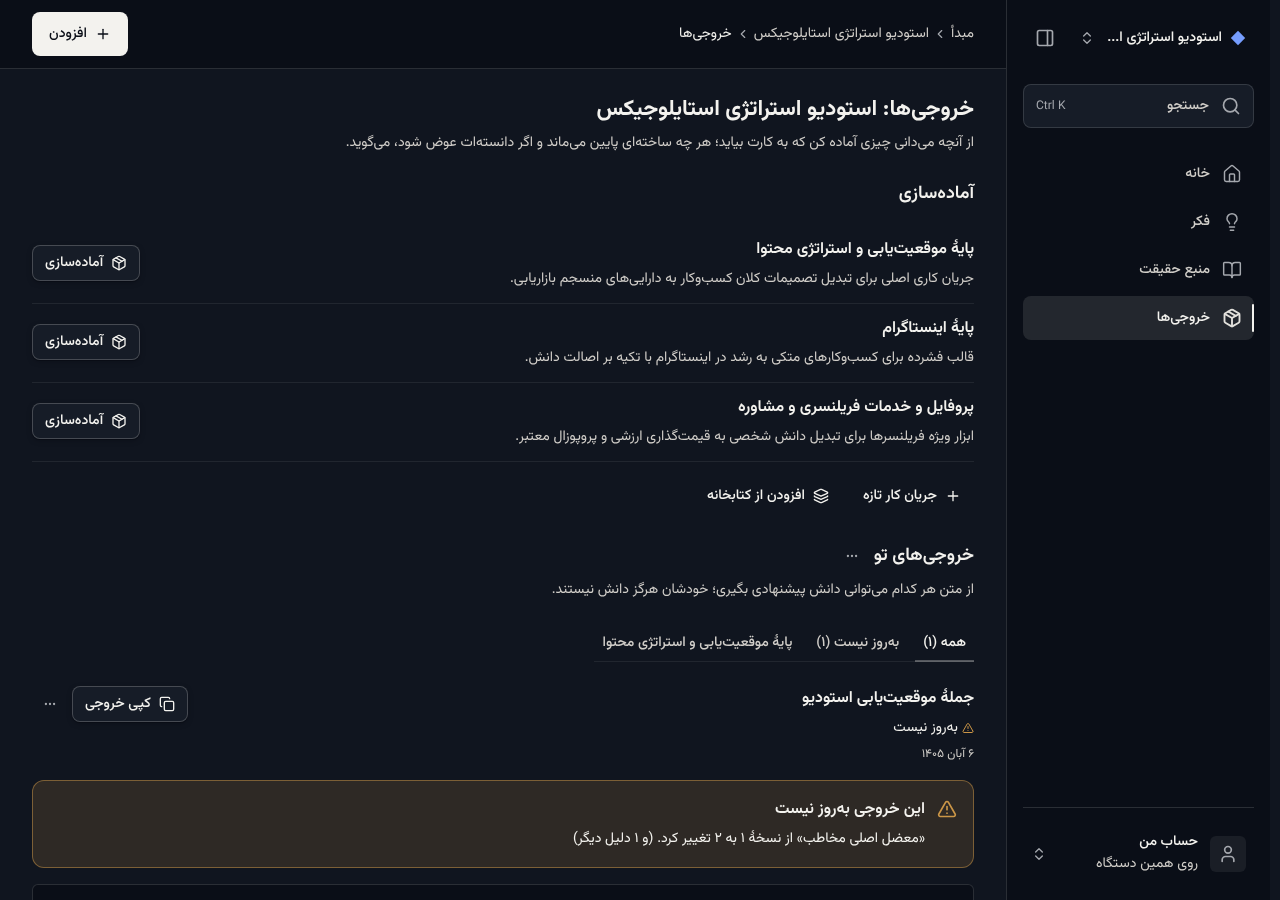 استودیو استراتژی ا...
جستجو
Ctrl K
خانه
فکر
منبع حقیقت
خروجی‌ها
حساب من
روی همین دستگاه
مبدأ › استودیو استراتژی استایلوجیکس › خروجی‌ها
افزودن
خروجی‌ها: استودیو استراتژی استایلوجیکس
از آنچه می‌دانی چیزی آماده کن که به کارت بیاید؛ هر چه ساخته‌ای پایین می‌ماند و اگر دانسته‌ات عوض شود، می‌گوید.
آماده‌سازی
پایهٔ موقعیت‌یابی و استراتژی محتوا
جریان کاری اصلی برای تبدیل تصمیمات کلان کسب‌وکار به دارایی‌های منسجم بازاریابی.
آماده‌سازی
پایهٔ اینستاگرام
قالب فشرده برای کسب‌وکارهای متکی به رشد در اینستاگرام با تکیه بر اصالت دانش.
آماده‌سازی
پروفایل و خدمات فریلنسری و مشاوره
ابزار ویژه فریلنسرها برای تبدیل دانش شخصی به قیمت‌گذاری ارزشی و پروپوزال معتبر.
آماده‌سازی
جریان کار تازه
افزودن از کتابخانه
خروجی‌های تو
از متن هر کدام می‌توانی دانش پیشنهادی بگیری؛ خودشان هرگز دانش نیستند.
همه (۱)
به‌روز نیست (۱)
پایهٔ موقعیت‌یابی و استراتژی محتوا
جملهٔ موقعیت‌یابی استودیو
کپی خروجی
به‌روز نیست
۶ آبان ۱۴۰۵
این خروجی به‌روز نیست
«معضل اصلی مخاطب» از نسخهٔ ۱ به ۲ تغییر کرد. (و ۱ دلیل دیگر)